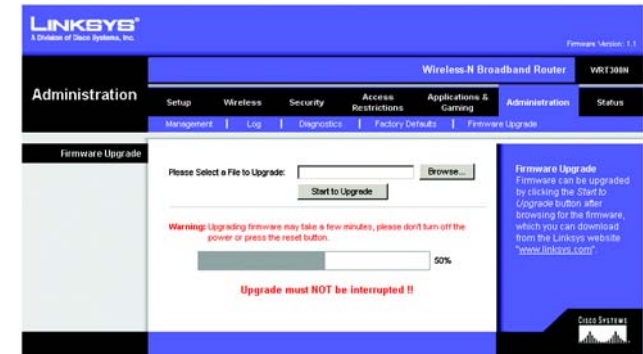 LINKSYS®
A Division of Cisco Systems, Inc.
Firmware Version: 1.1
Wireless-N Broadband Router
WRT300N
Administration
Setup
Wireless
Security
Access Restrictions
Applications & Gaming
Administration
Status
Management | Log | Diagnostics | Factory Defaults | Firmware Upgrade
Firmware Upgrade
Please Select a File to Upgrade:
Browse...
Start to Upgrade
Warning: Upgrading firmware may take a few minutes, please don't turn off the
power or press the reset button.
50%
Upgrade must NOT be interrupted !!
Firmware Upgrade
Firmware can be upgraded
by clicking the Start to
Upgrade button after
browsing for the firmware,
which you can download
from the Linksys website
"www.linksys.com".
CISCO SYSTEMS